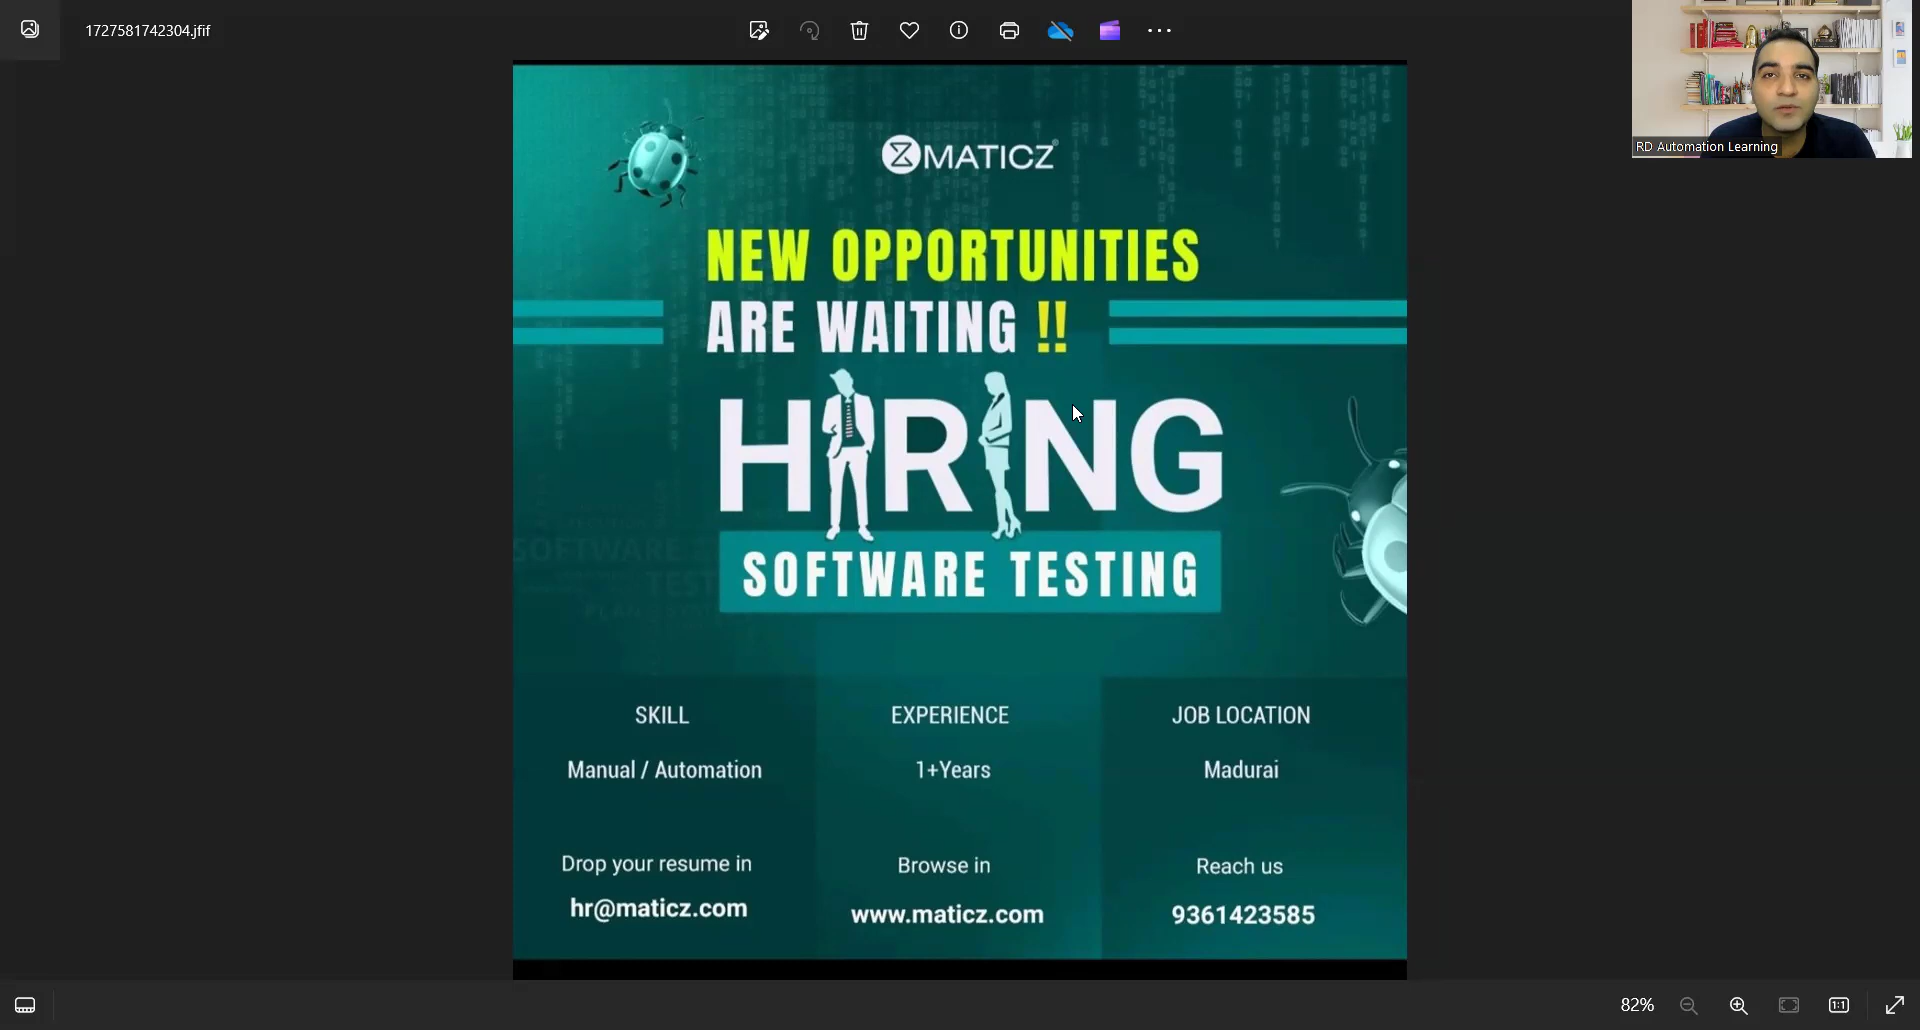 1727581742304.jfif
RD Automation Learning
MATICZ
NEW OPPORTUNITIES
ARE WAITING !!
HIRING
SOFTWARE TESTING
SOFTWARE
TEST
SKILL
Manual / Automation
EXPERIENCE
1+Years
JOB LOCATION
Madurai
Drop your resume in
hr@maticz.com
Browse in
www.maticz.com
Reach us
9361423585
82%